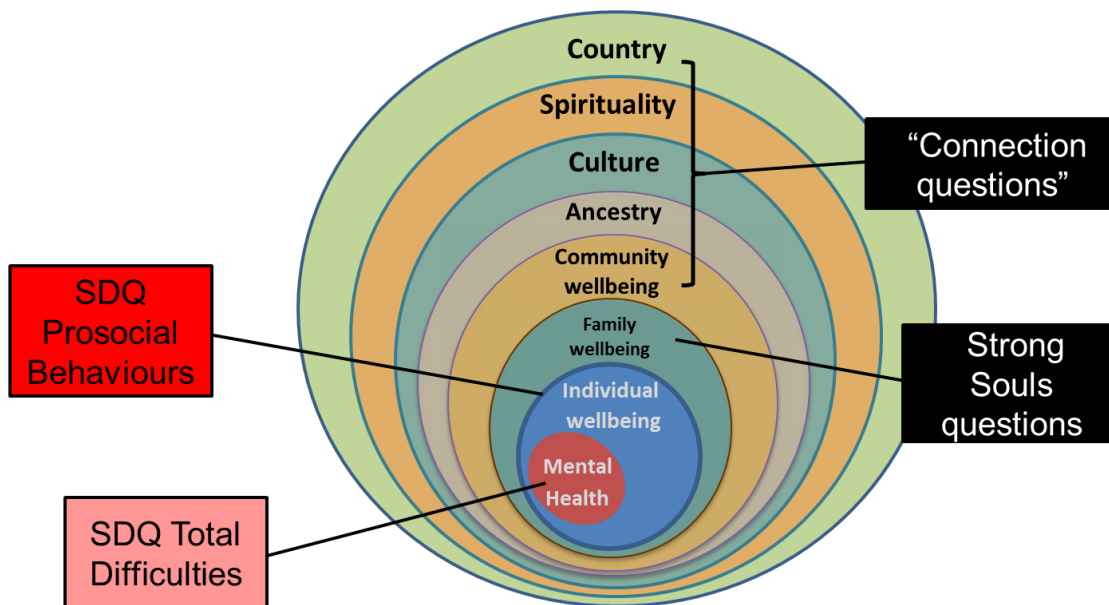 Country
Spirituality
Culture
Ancestry
Community
wellbeing
Family
wellbeing
Individual
wellbeing
Mental
Health
“Connection
questions”
Strong
Souls
questions
SDQ
Prosocial
Behaviours
SDQ Total
Difficulties